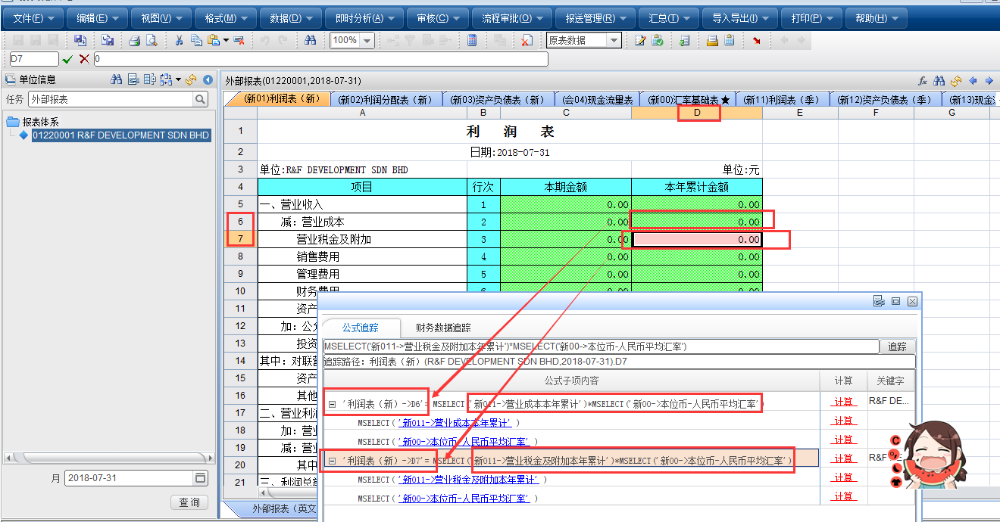 文件(F) 编辑(E) 视图(V) 格式(M) 数据(D) 即时分析(A) 审核(C) 流程审批(O) 报送管理(R) 汇总(T) 导入导出(I) 打印(P) 帮助(H)
100% 原表数据
D7 0
单位信息
任务 外部报表
报表体系
01220001 R&F DEVELOPMENT SDN BHD
月 2018-07-31
查 询
外部报表(01220001,2018-07-31)
(新01)利润表（新） (新02)利润分配表（新） (新03)资产负债表（新） (会04)现金流量表 (新00)汇率基础表★ (新11)利润表（季） (新12)资产负债表（季） (新13)现金
A B C D E F G
1 利 润 表
2 日期:2018-07-31
3 单位:R&F DEVELOPMENT SDN BHD 单位:元
4 项目 行次 本期金额 本年累计金额
5 一、营业收入 1 0.00 0.00
6 减: 营业成本 2 0.00 0.00
7 营业税金及附加 3 0.00 0.00
8 销售费用 4 0.00 0.00
9 管理费用 5 0.00 0.00
10 财务费用 6 0.00 0.00
11 资产
12 加: 公
13 投资
14 其中: 对联营
15 资产
16 其他
17 二、营业利
18 加: 营业
19 减: 营业
20 其中
21 三、利润总
外部报表（英文
公式追踪 财务数据追踪
MSELECT('新011->营业税金及附加本年累计')*MSELECT('新00->本位币-人民币平均汇率') 追踪
追踪路径: 利润表（新）(R&F DEVELOPMENT SDN BHD,2018-07-31).D7
公式子项内容 计算 关键字
'利润表（新）->D6'= MSELECT('新011->营业成本本年累计')*MSELECT('新00->本位币-人民币平均汇率') 计算 R&F DE...
MSELECT('新011->营业成本本年累计' ) 计算
MSELECT('新00->本位币-人民币平均汇率' ) 计算
'利润表（新）->D7'= MSELECT('新011->营业税金及附加本年累计')*MSELECT('新00->本位币-人民币平均汇率') 计算 R&F
MSELECT('新011->营业税金及附加本年累计' ) 计算
MSELECT('新00->本位币-人民币平均汇率' ) 计算